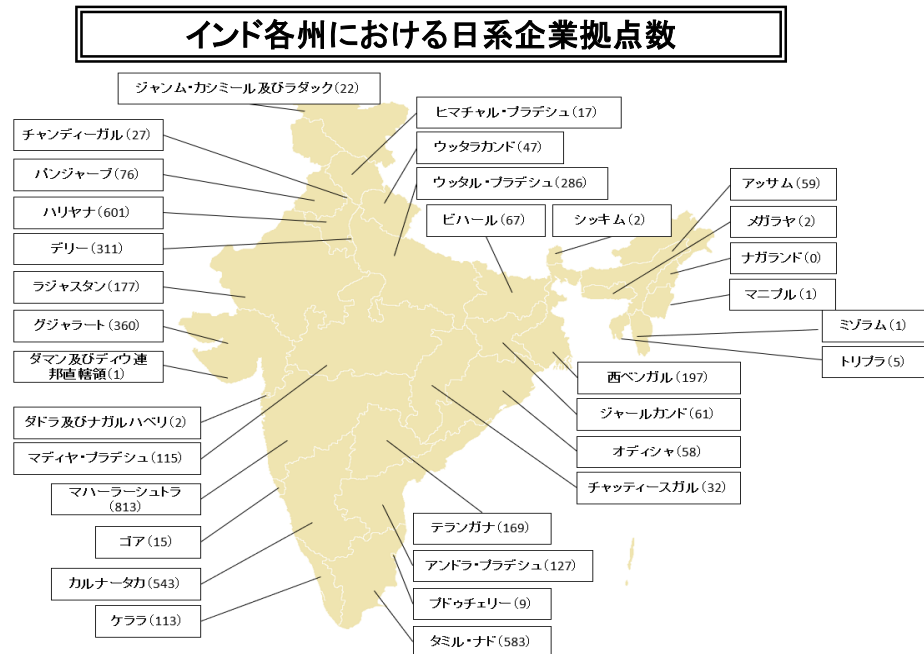 インド各州における日系企業拠点数
ジャンム・カシミール及びラダック(22)
ヒマチャル・プラデシュ(17)
チャンディーガル(27)
ウッタラカンド(47)
パンジャーブ(76)
ウッタル・プラデシュ(286)
アッサム(59)
ハリヤナ(601)
ビハール(67)
シッキム(2)
メガラヤ(2)
デリー(311)
ナガランド(0)
ラジャスタン(177)
マニプル(1)
グジャラート(360)
ミゾラム(1)
ダマン及びディウ連
邦直轄領(1)
トリプラ(5)
西ベンガル(197)
ダドラ及びナガルハベリ(2)
ジャールカンド(61)
マディヤ・プラデシュ(115)
オディシャ(58)
マハーラーシュトラ
(813)
チャッティースガル(32)
ゴア(15)
テランガナ(169)
カルナータカ(543)
アンドラ・プラデシュ(127)
ケララ(113)
プドゥチェリー(9)
タミル・ナド(583)